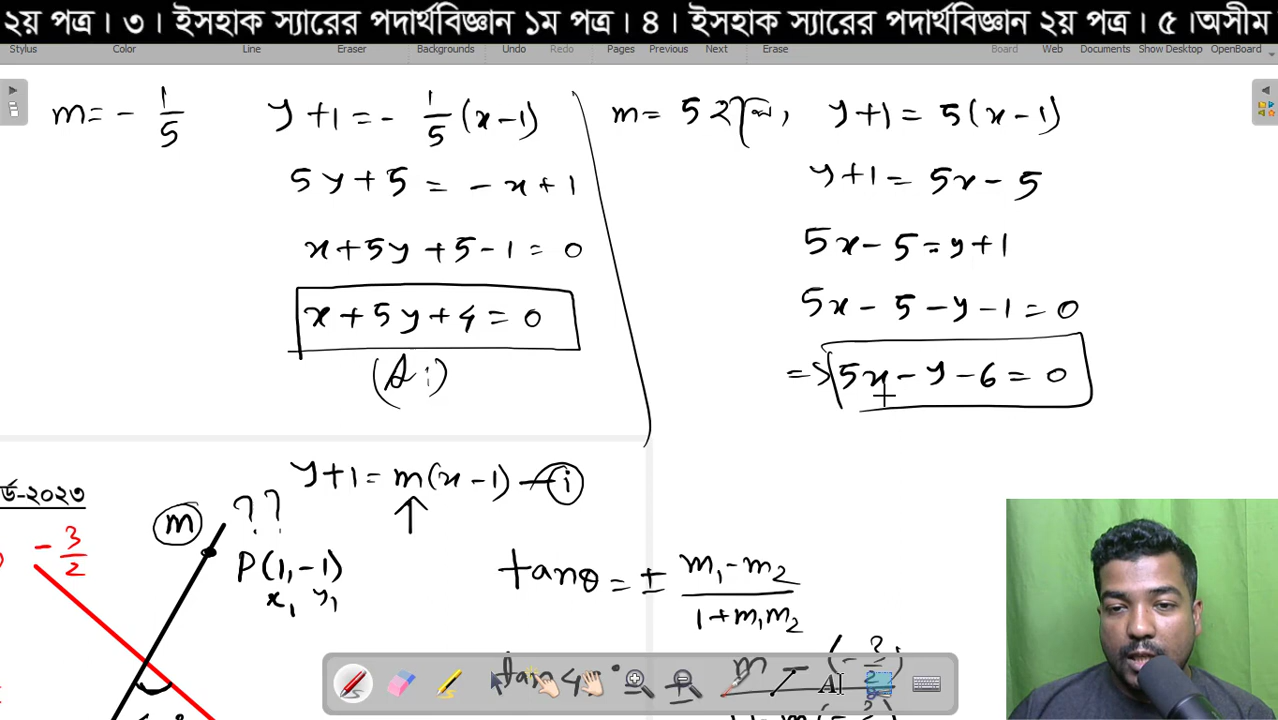 ২য় পত্র । ৩ । ইসহাক স্যারের পদার্থবিজ্ঞান ১ম পত্র । ৪ । ইসহাক স্যারের পদার্থবিজ্ঞান ২য় পত্র । ৫ । অসীম
Stylus Color Line Eraser Backgrounds Undo Redo Pages Previous Next Erase Board Web Documents Show Desktop OpenBoard
m = - 1/5
y+1 = - 1/5 (x-1)
5y+5 = -x+1
x+5y+5-1 = 0
x+5y+4 = 0
m = 5 হলে, y+1 = 5(x-1)
y+1 = 5x-5
5x-5 = y+1
5x-5-y-1 = 0
=> 5x-y-6 = 0
y+1 = m(x-1) - i
র্ড-২০২৩
m ??
- 3/2
P(1,-1)
x₁ y₁
tanθ = ± m₁-m₂ / 1+m₁m₂